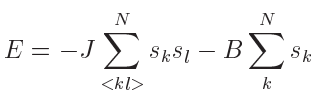 E = -J \sum_{<kl>}^{N} s_k s_l - B \sum_{k}^{N} s_k